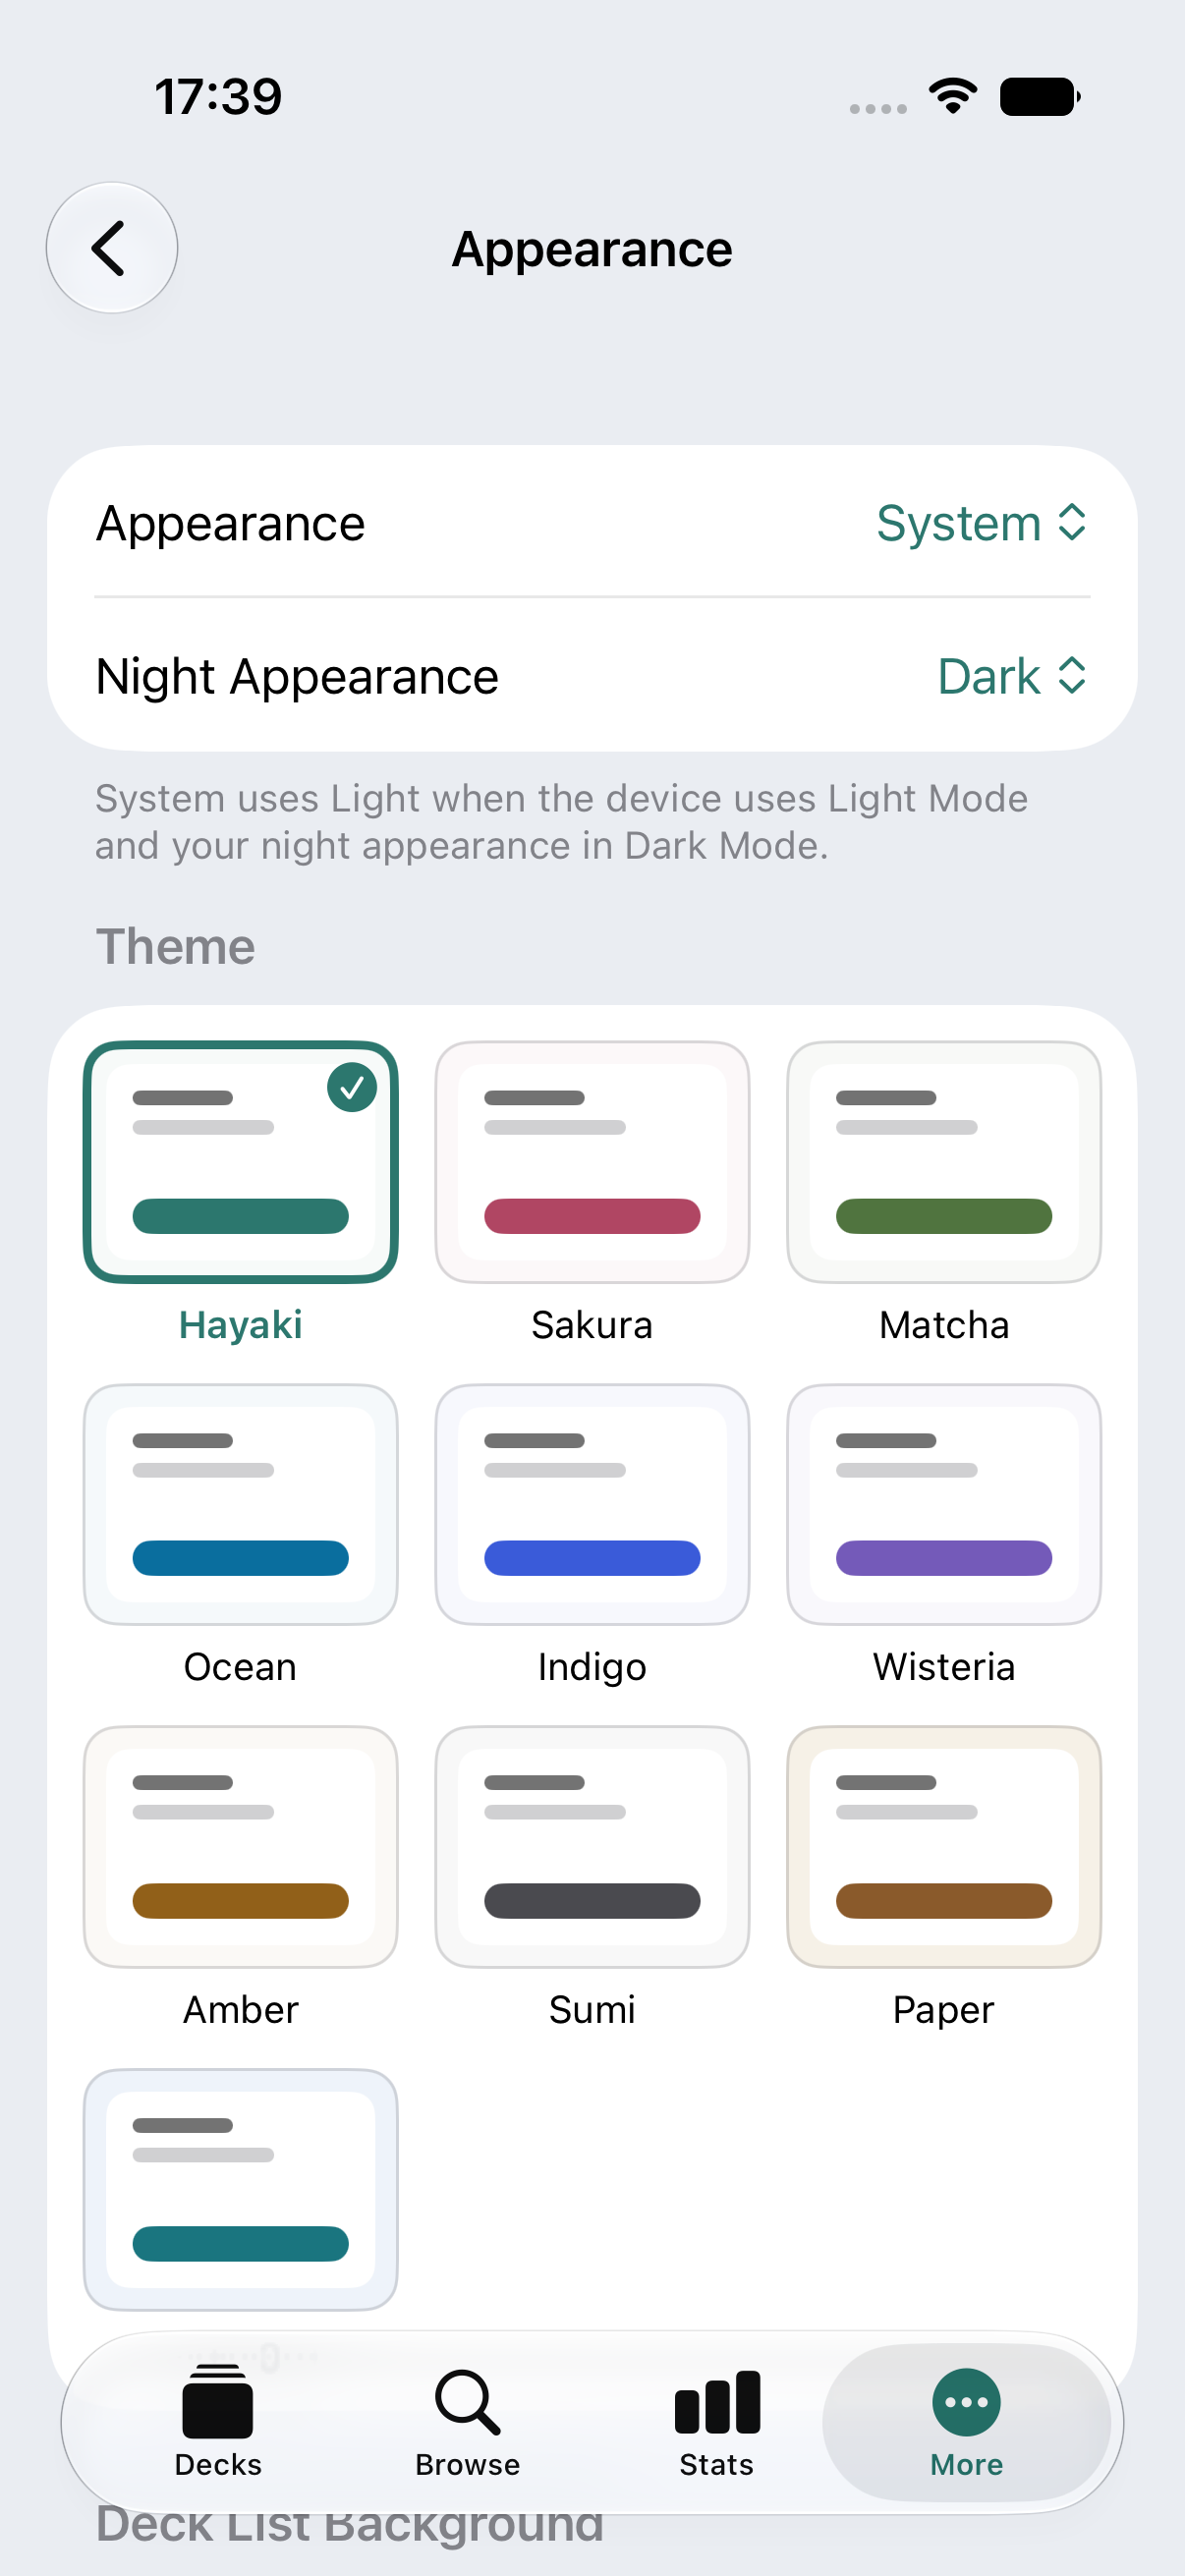 17:39
Appearance
Appearance System
Night Appearance Dark
System uses Light when the device uses Light Mode
and your night appearance in Dark Mode.
Theme
Hayaki Sakura Matcha
Ocean Indigo Wisteria
Amber Sumi Paper
Decks Browse Stats More
Deck List Background